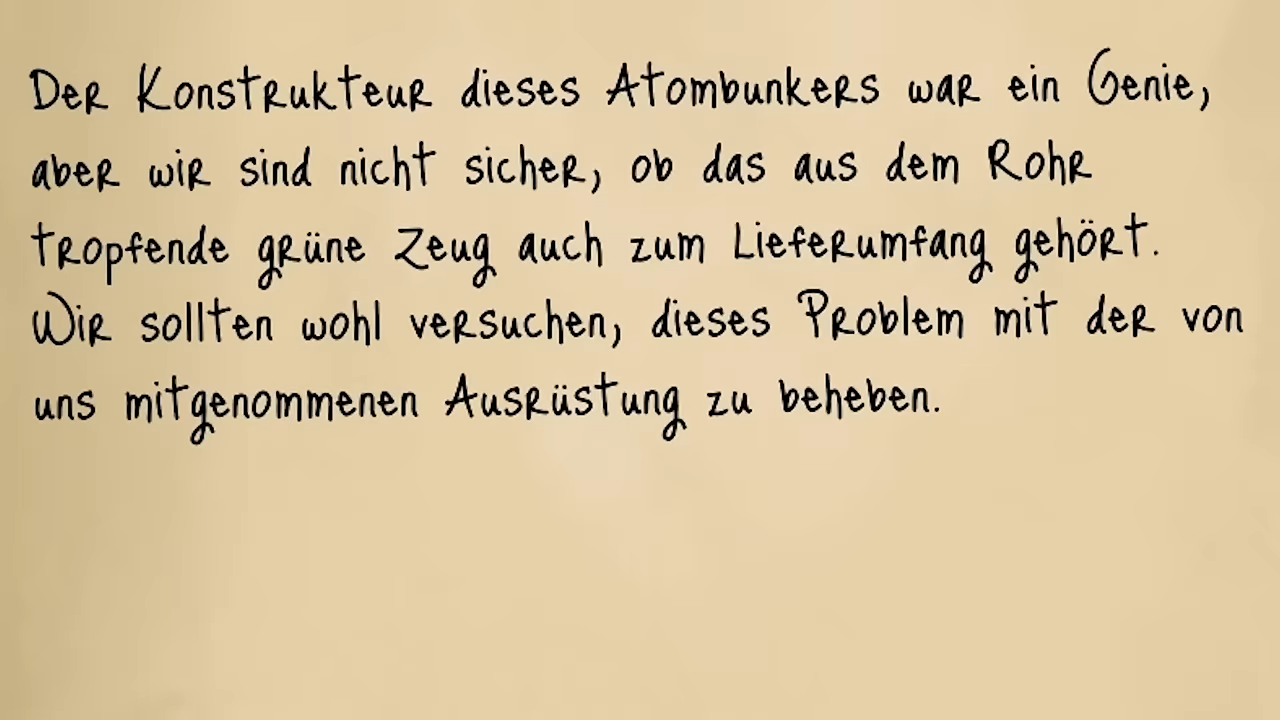 Der Konstrukteur dieses Atombunkers war ein Genie,
aber wir sind nicht sicher, ob das aus dem Rohr
tropfende grüne Zeug auch zum Lieferumfang gehört.
Wir sollten wohl versuchen, dieses Problem mit der von
uns mitgenommenen Ausrüstung zu beheben.